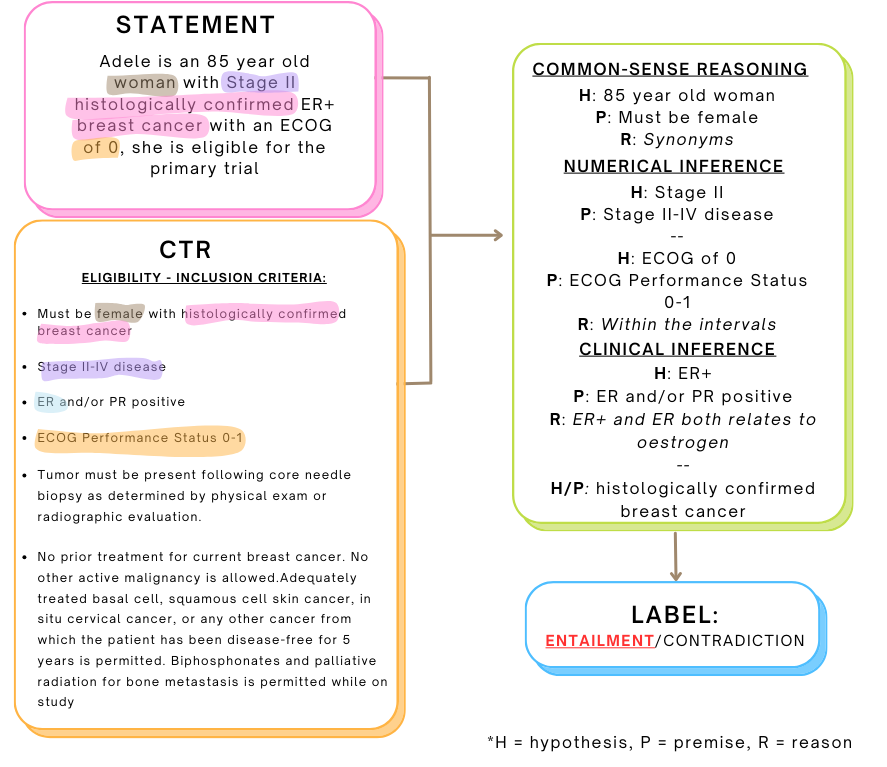 STATEMENT
Adele is an 85 year old
woman with Stage II
histologically confirmed ER+
breast cancer with an ECOG
of 0, she is eligible for the
primary trial
CTR
ELIGIBILITY - INCLUSION CRITERIA:
• Must be female with histologically confirmed
breast cancer
• Stage II-IV disease
• ER and/or PR positive
• ECOG Performance Status 0-1
• Tumor must be present following core needle
biopsy as determined by physical exam or
radiographic evaluation.
• No prior treatment for current breast cancer. No
other active malignancy is allowed.Adequately
treated basal cell, squamous cell skin cancer, in
situ cervical cancer, or any other cancer from
which the patient has been disease-free for 5
years is permitted. Biphosphonates and palliative
radiation for bone metastasis is permitted while on
study
COMMON-SENSE REASONING
H: 85 year old woman
P: Must be female
R: Synonyms
NUMERICAL INFERENCE
H: Stage II
P: Stage II-IV disease
--
H: ECOG of 0
P: ECOG Performance Status
0-1
R: Within the intervals
CLINICAL INFERENCE
H: ER+
P: ER and/or PR positive
R: ER+ and ER both relates to
oestrogen
--
H/P: histologically confirmed
breast cancer
LABEL:
ENTAILMENT/CONTRADICTION
*H = hypothesis, P = premise, R = reason